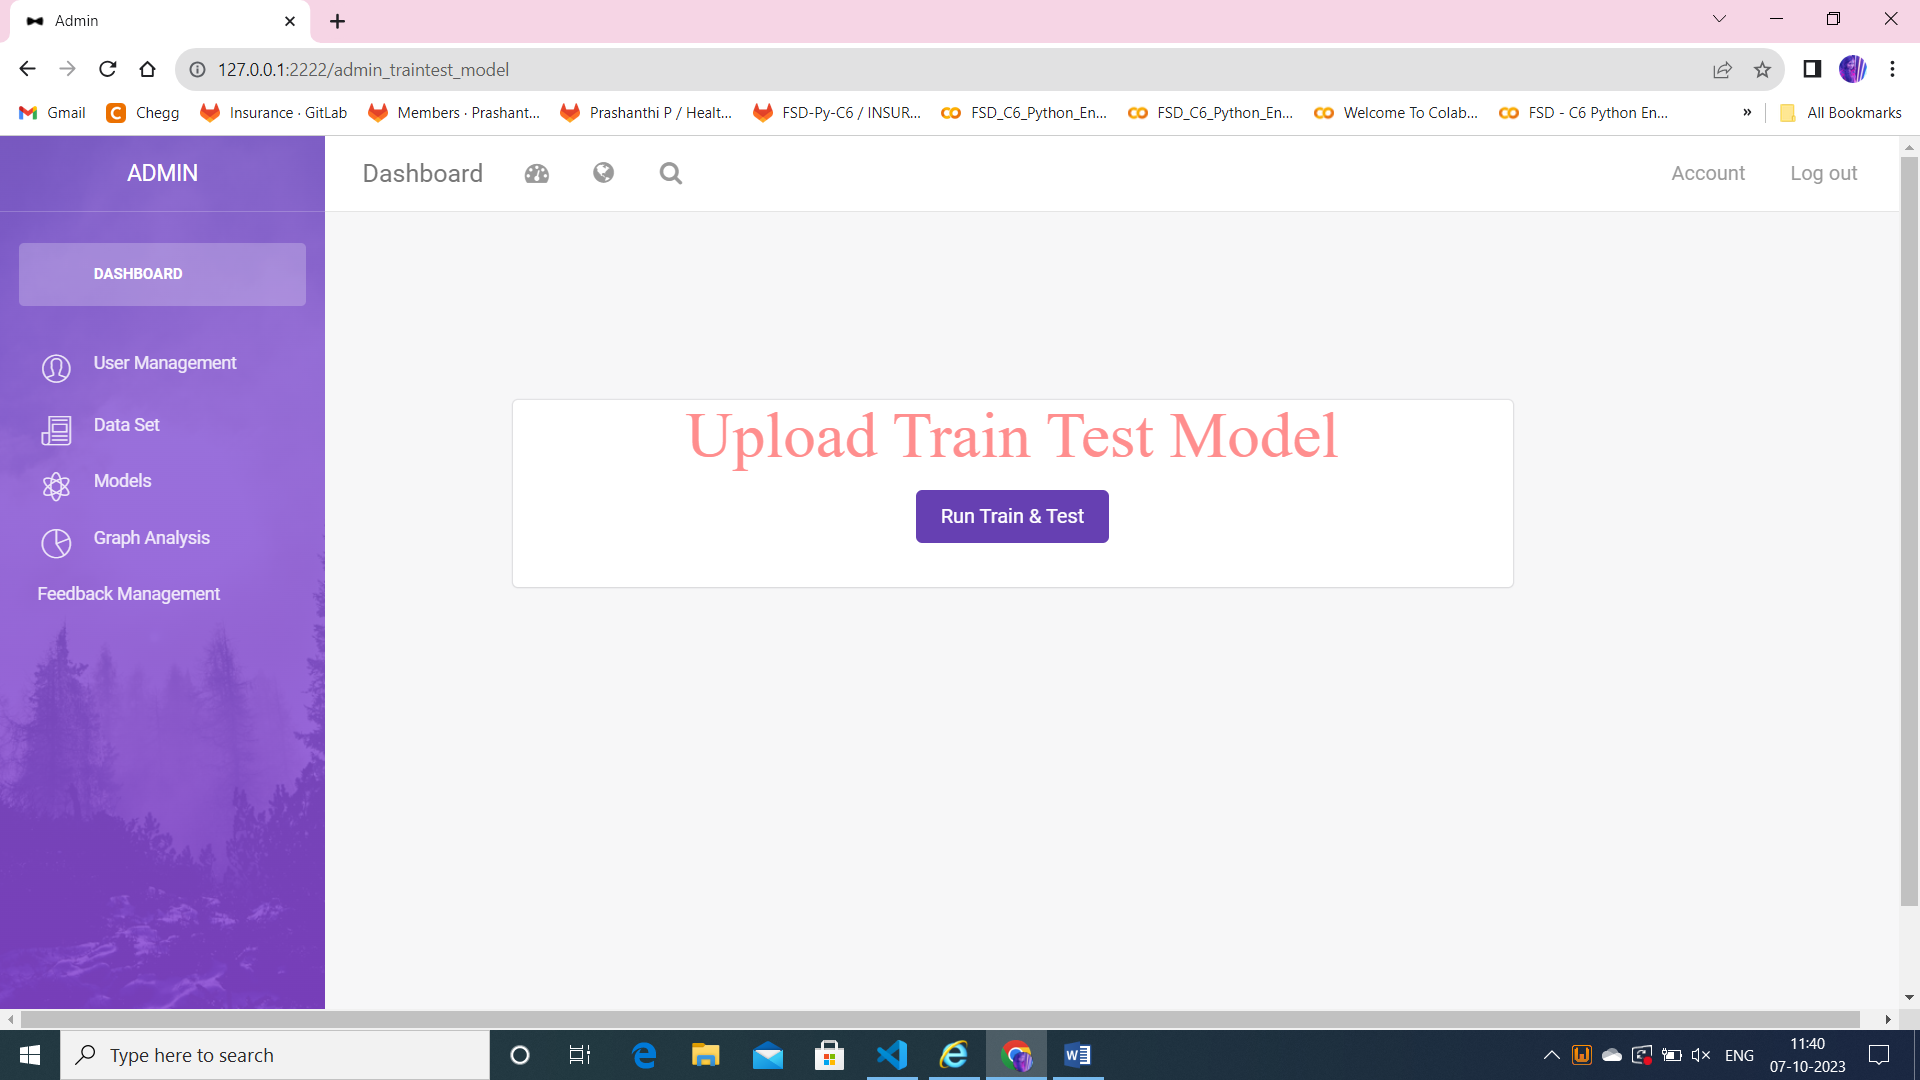 Admin
127.0.0.1:2222/admin_traintest_model
Gmail
Chegg
Insurance · GitLab
Members · Prashant...
Prashanthi P / Healt...
FSD-Py-C6 / INSUR...
FSD_C6_Python_En...
FSD_C6_Python_En...
Welcome To Colab...
FSD - C6 Python En...
»
All Bookmarks
ADMIN
Dashboard
Account
Log out
DASHBOARD
User Management
Data Set
Models
Graph Analysis
Feedback Management
Upload Train Test Model
Run Train & Test
Type here to search
ENG
11:40
07-10-2023